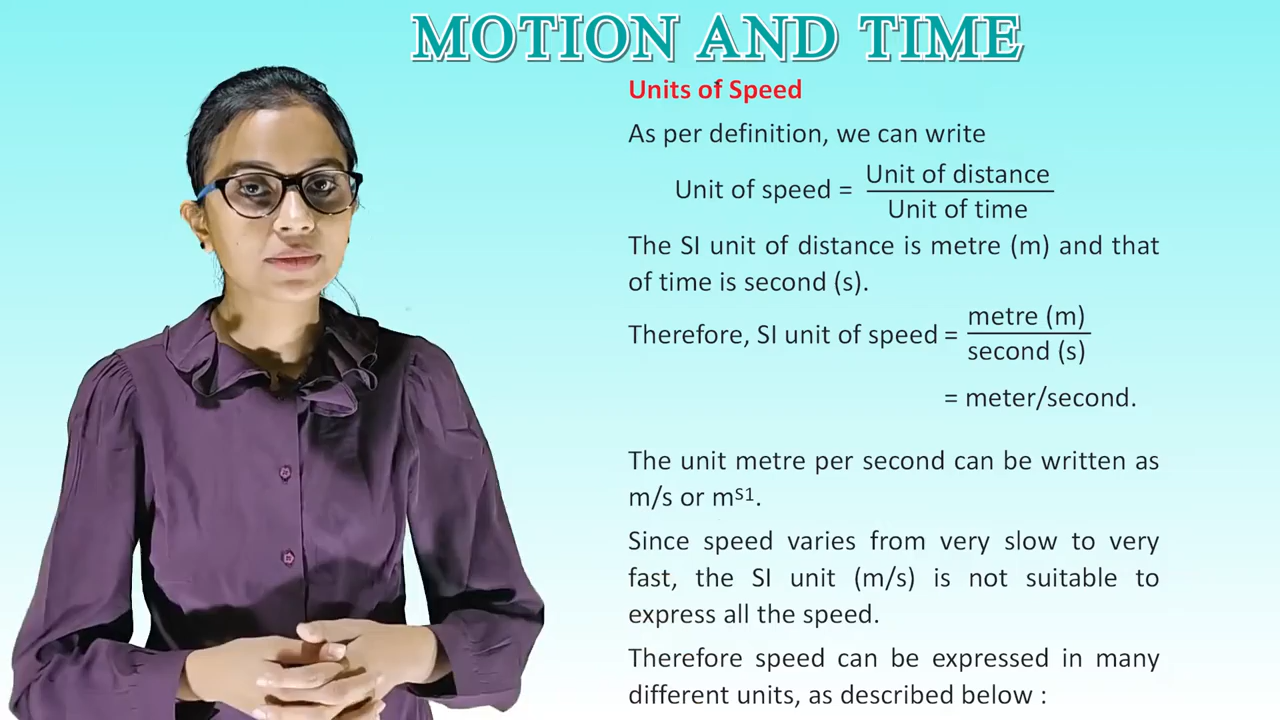 MOTION AND TIME
Units of Speed
As per definition, we can write
Unit of speed = Unit of distance
Unit of time
The SI unit of distance is metre (m) and that
of time is second (s).
Therefore, SI unit of speed = metre (m)
second (s)
= meter/second.
The unit metre per second can be written as
m/s or mS1.
Since speed varies from very slow to very
fast, the SI unit (m/s) is not suitable to
express all the speed.
Therefore speed can be expressed in many
different units, as described below :